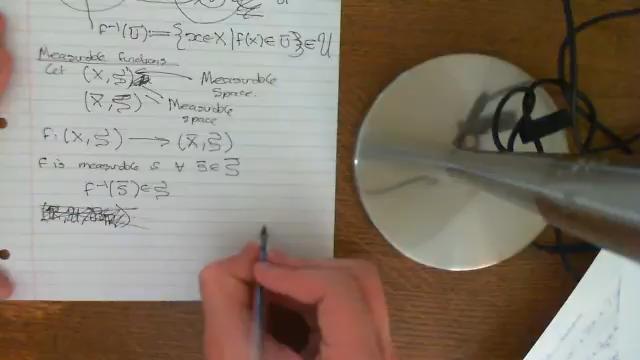 f⁻¹(U̅) := {x∈X | f(x)∈ U̅} ∈ U
Measurable functions
Let (X, ξ) Measurable Space.
(X̅, ξ̅) Measurable space
f: (X, ξ) → (X̅, ξ̅)
f is measurable if ∀ s̅ ∈ ξ̅
f⁻¹(s̅) ∈ ξ